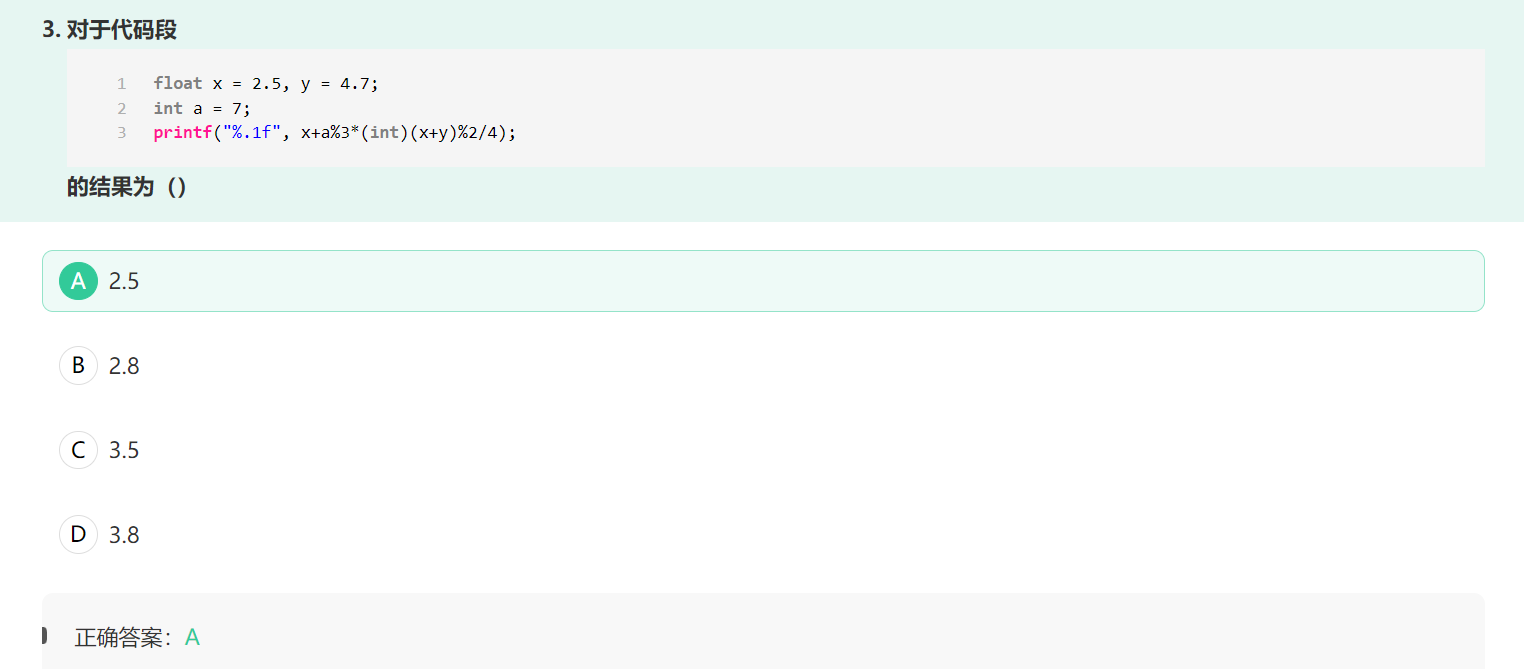 3. 对于代码段
1 float x = 2.5, y = 4.7;
2 int a = 7;
3 printf("%.1f", x+a%3*(int)(x+y)%2/4);
的结果为（）
A 2.5
B 2.8
C 3.5
D 3.8
正确答案：A